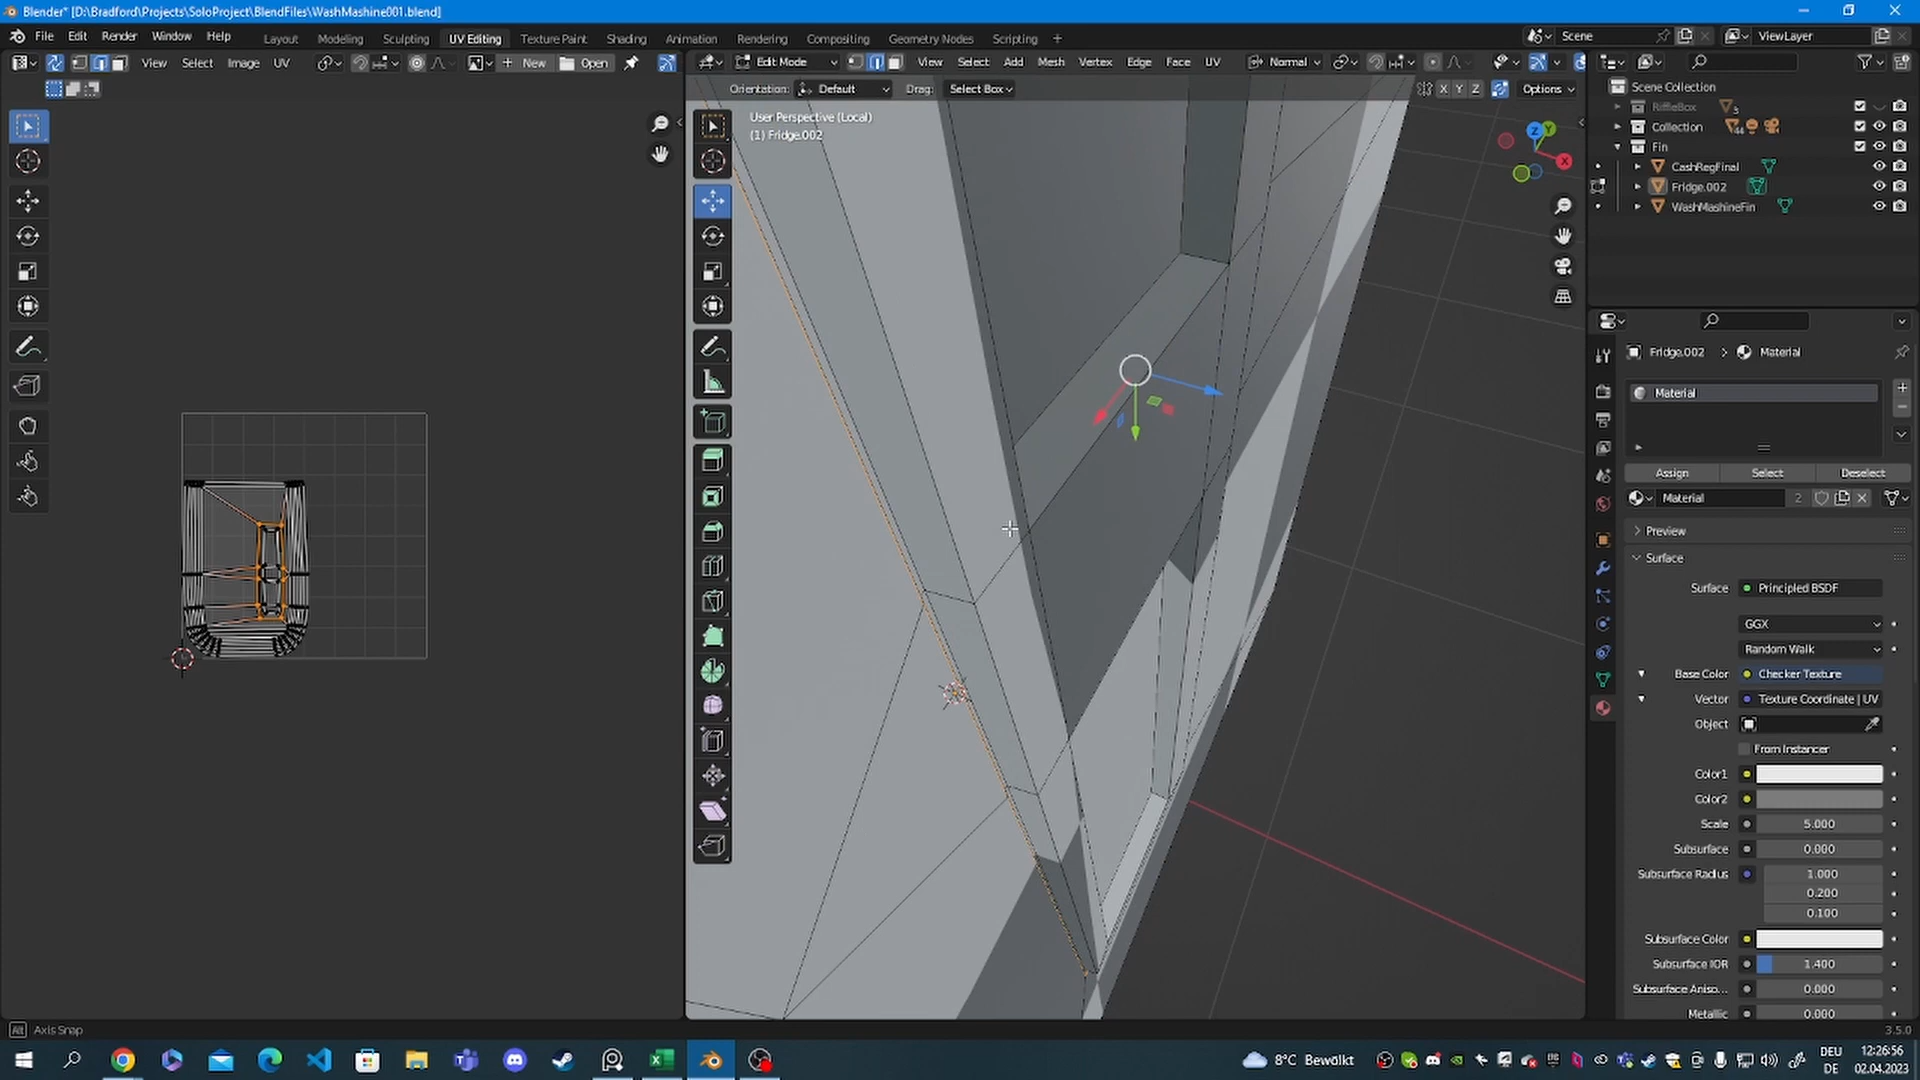 Blender* [D:\Bradford\Projects\SoloProject\BlendFiles\WashMashine001.blend]
File Edit Render Window Help
Layout Modeling Sculpting UV Editing Texture Paint Shading Animation Rendering Compositing Geometry Nodes Scripting +
Scene
ViewLayer
View Select Image UV
New
Open
Edit Mode
View Select Add Mesh Vertex Edge Face UV
Normal
Orientation: Default Drag: Select Box
X Y Z
Options
User Perspective (Local)
(1) Fridge.002
Z
Y
X
Scene Collection
RiffleBox
3
Collection
44
Fin
CashRegFinal
Fridge.002
WashMashineFin
Fridge.002 > Material
Material
Assign Select Deselect
Material 2
Preview
Surface
Surface Principled BSDF
GGX
Random Walk
Base Color Checker Texture
Vector Texture Coordinate | UV
Object
From Instancer
Color1
Color2
Scale 5.000
Subsurface 0.000
Subsurface Radius 1.000
0.200
0.100
Subsurface Color
Subsurface IOR 1.400
Subsurface Aniso... 0.000
Metallic 0.000
Alt Axis Snap
3.5.0
8°C Bewölkt
DEU
DE
12:26:56
02.04.2023